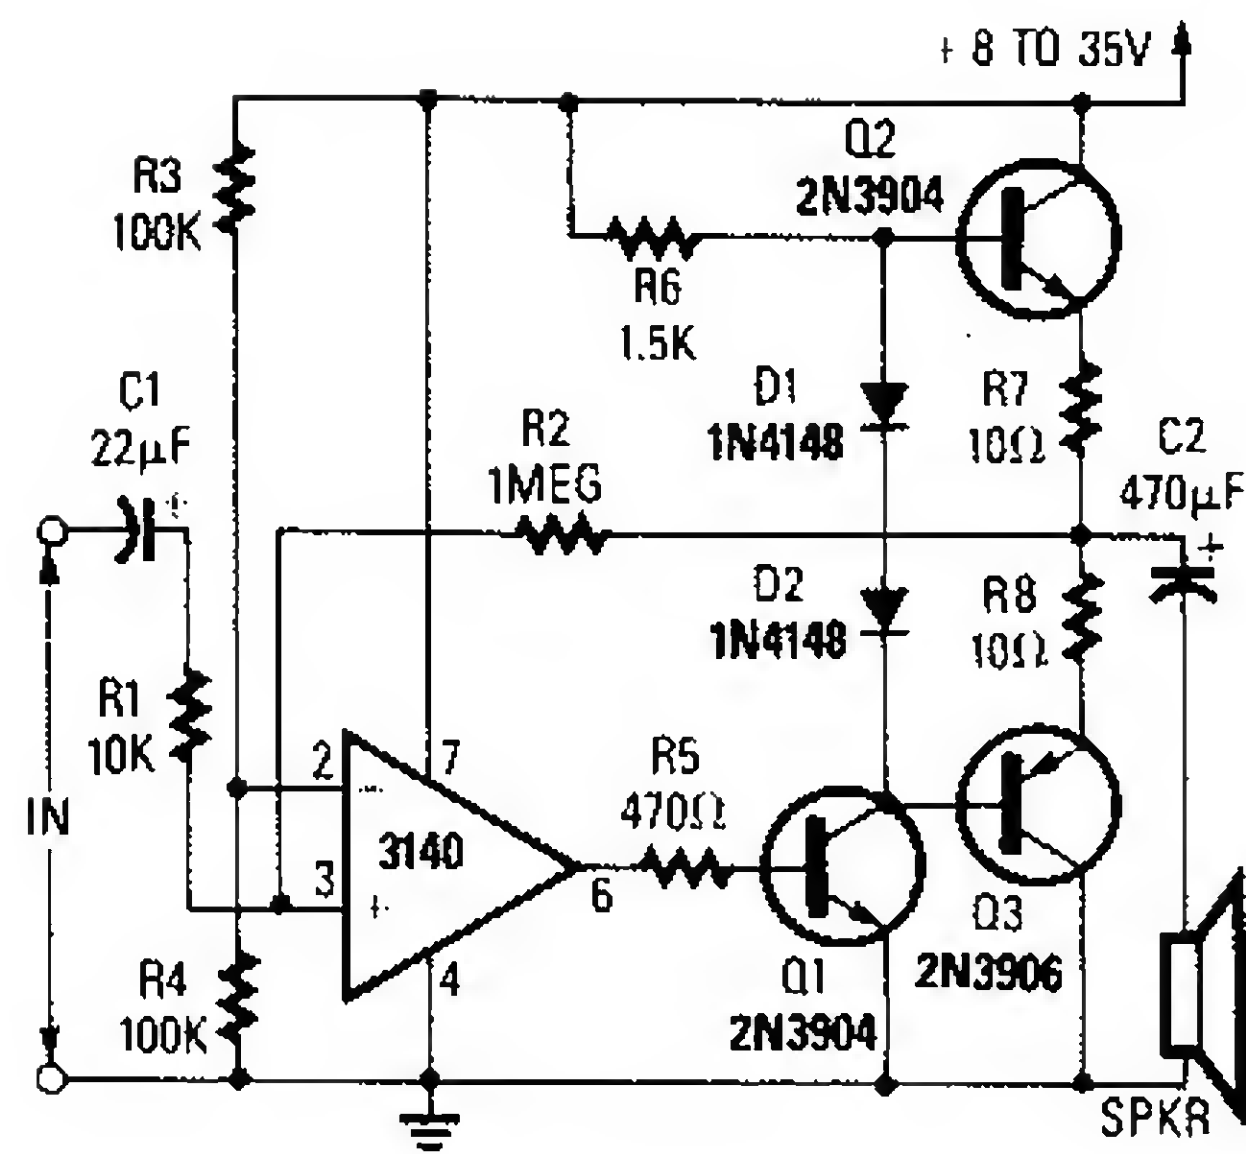 + 8 TO 35V
Q2
2N3904
R3
100K
R6
1.5K
C1
22µF
+
R2
1MEG
D1
1N4148
R7
10Ω
C2
470µF
+
D2
1N4148
R8
10Ω
R1
10K
IN
2
7
−
3140
3
+
6
4
R5
470Ω
Q1
2N3904
Q3
2N3906
R4
100K
SPKR